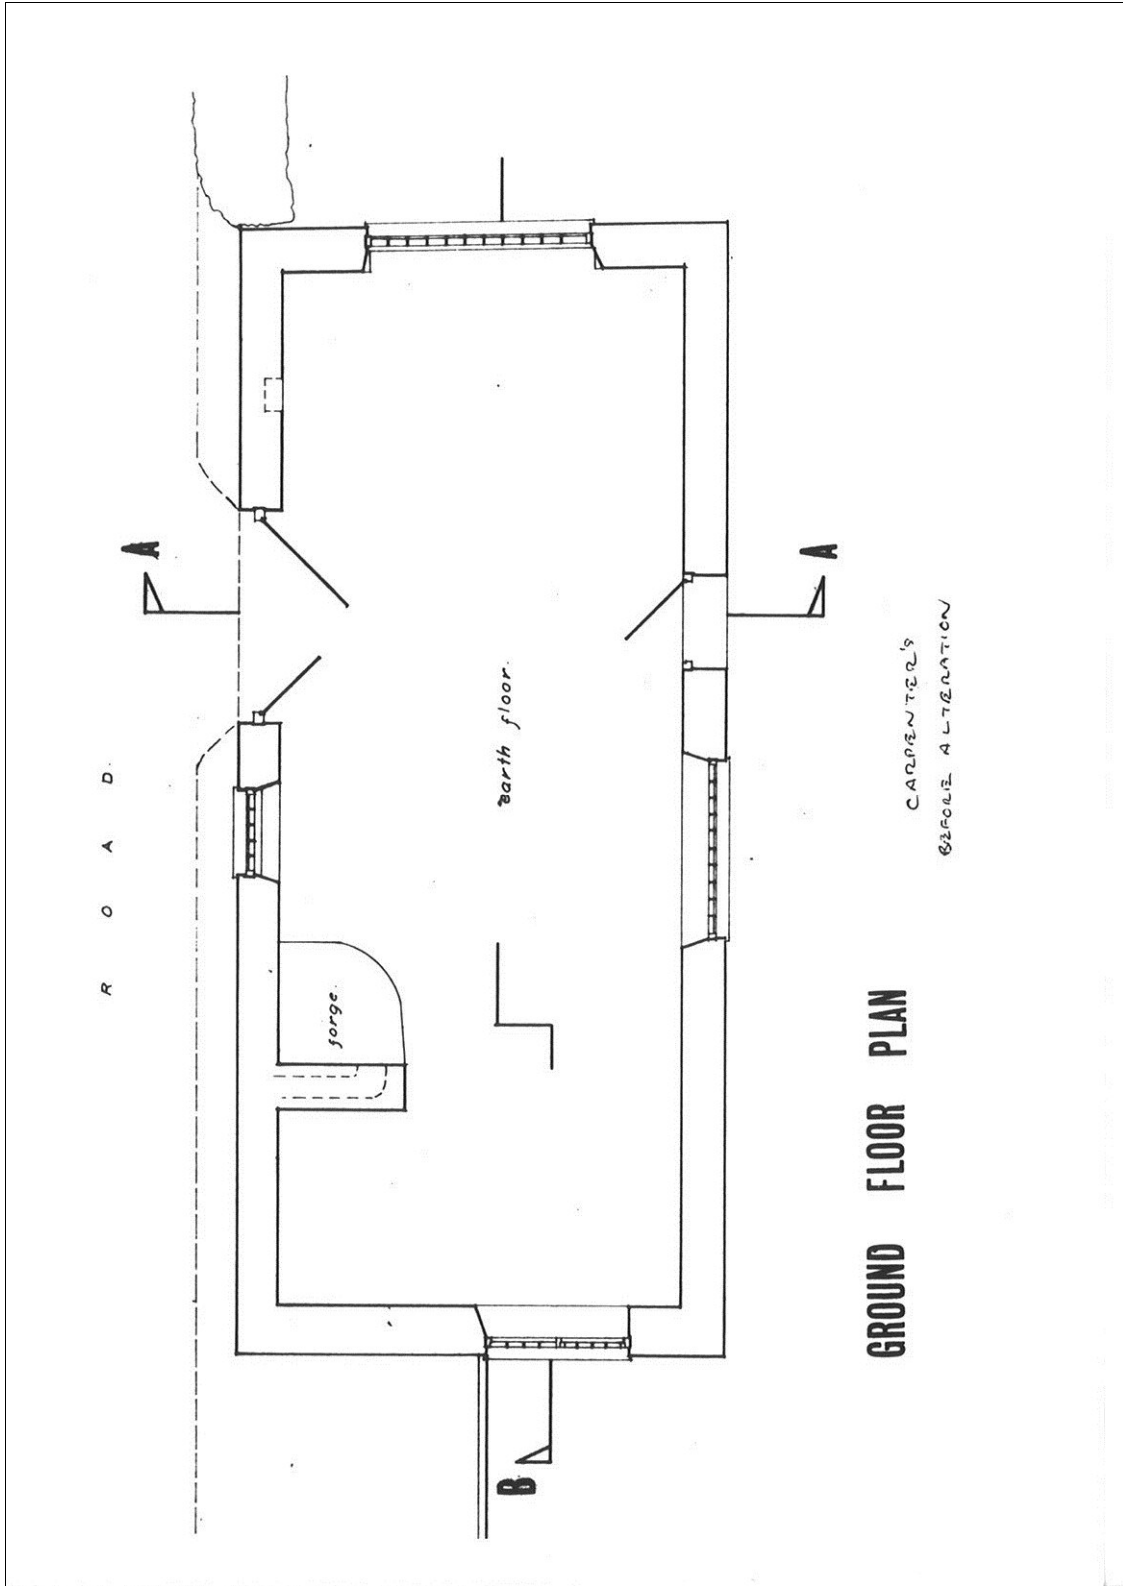 R O A D.
A
A
earth floor.
forge.
B
CARPENTER'S
BEFORE ALTERATION
GROUND FLOOR PLAN